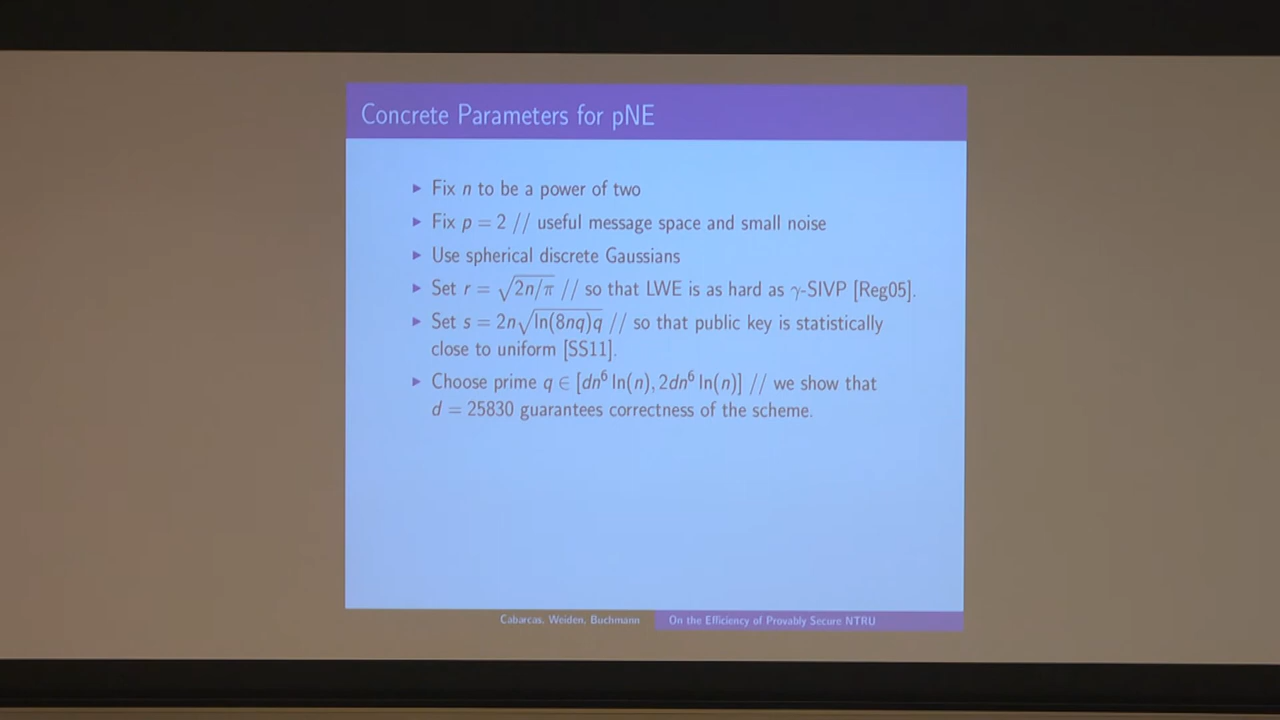 Concrete Parameters for pNE
▶ Fix n to be a power of two
▶ Fix p = 2 // useful message space and small noise
▶ Use spherical discrete Gaussians
▶ Set r = √(2n/π) // so that LWE is as hard as γ-SIVP [Reg05].
▶ Set s = 2n√(ln(8nq)q) // so that public key is statistically
close to uniform [SS11].
▶ Choose prime q ∈ [dn⁶ ln(n), 2dn⁶ ln(n)] // we show that
d = 25830 guarantees correctness of the scheme.
Cabarcas, Weiden, Buchmann On the Efficiency of Provably Secure NTRU